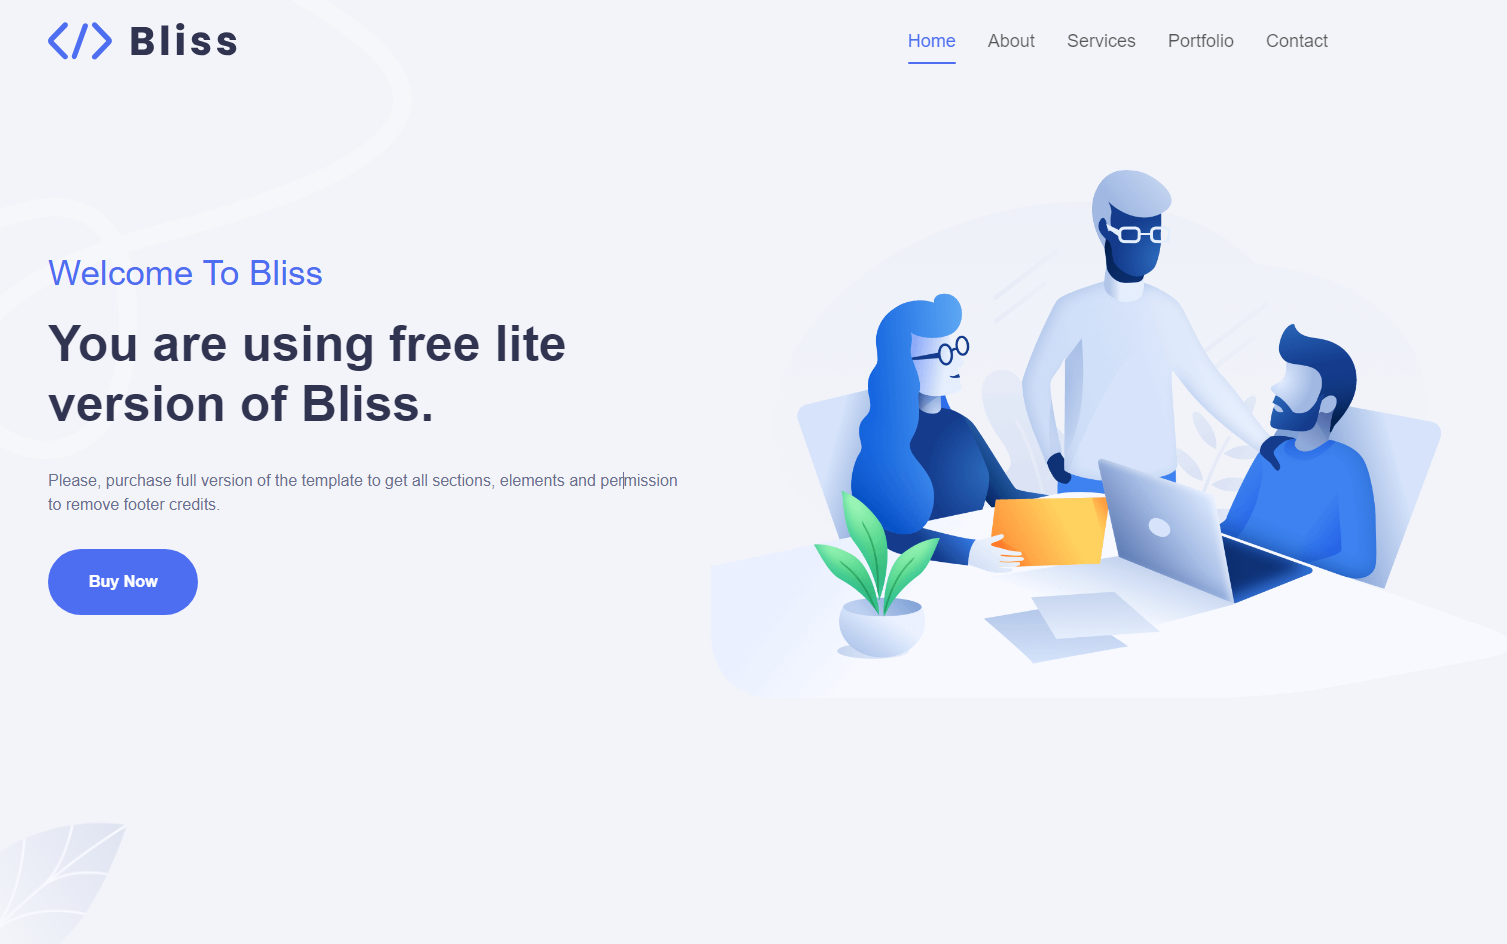 Bliss
Home About Services Portfolio Contact
Welcome To Bliss
You are using free lite
version of Bliss.
Please, purchase full version of the template to get all sections, elements and permission
to remove footer credits.
Buy Now